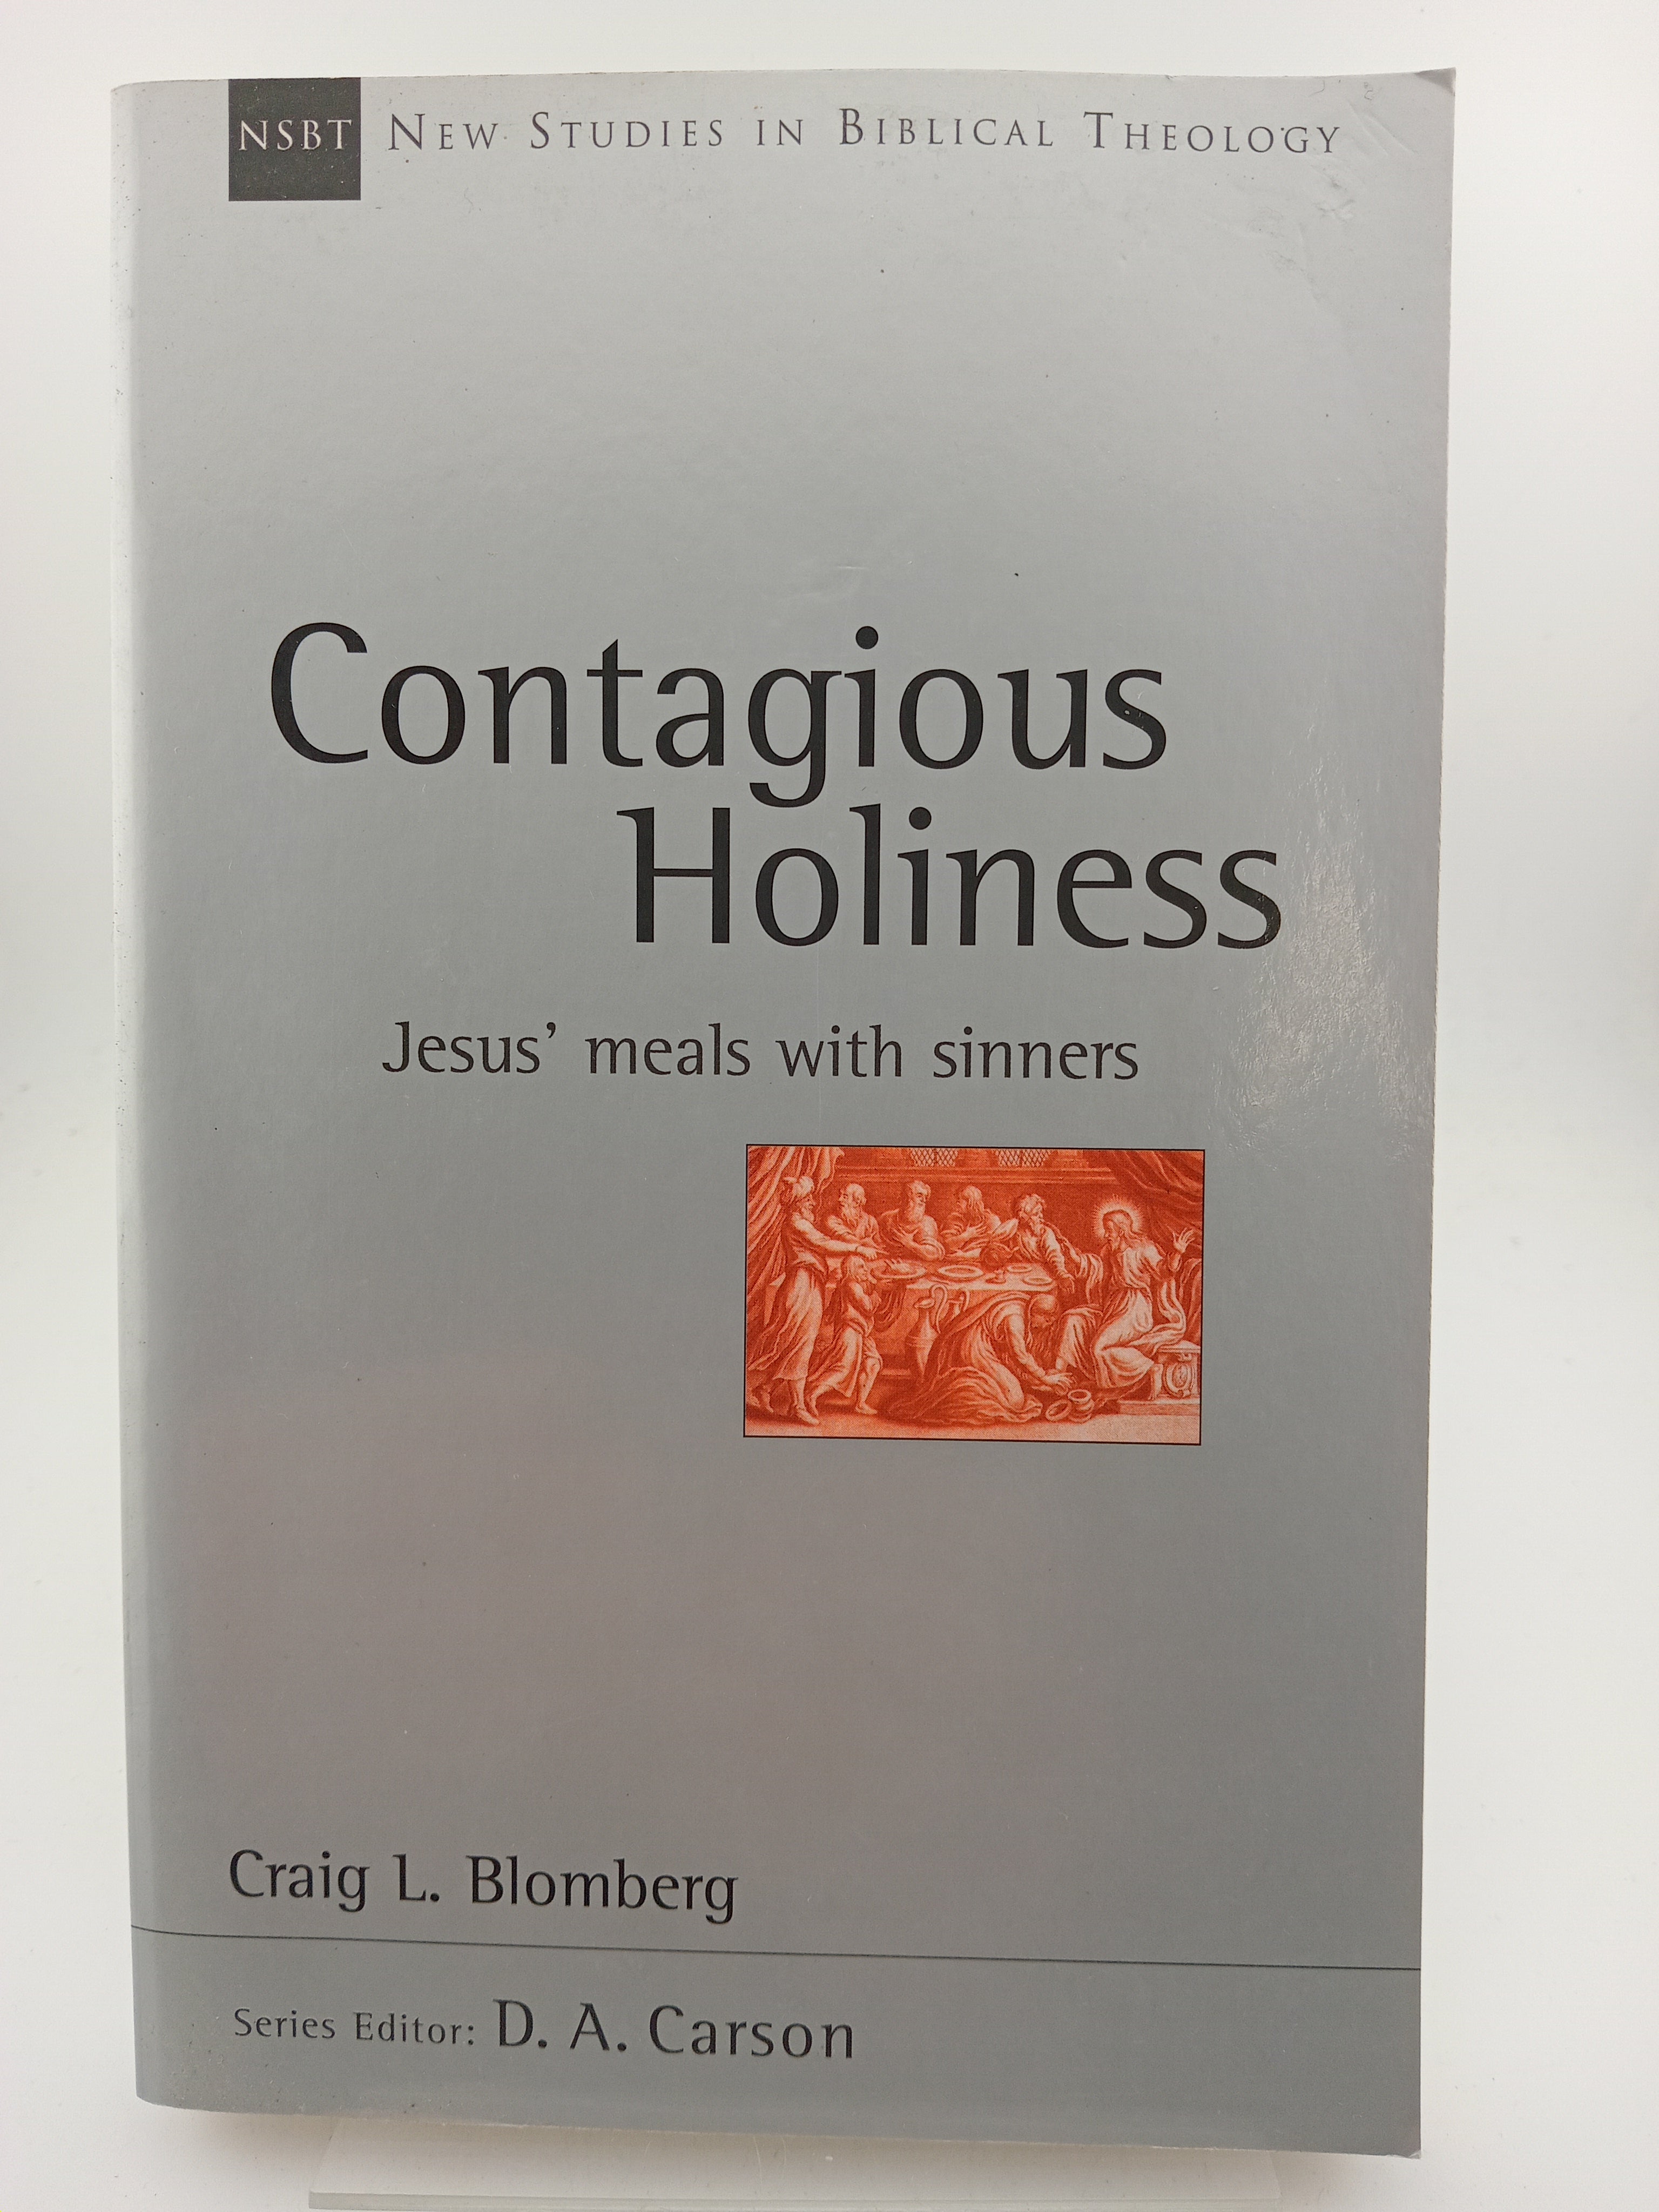 NSBT NEW STUDIES IN BIBLICAL THEOLOGY
Contagious
Holiness
Jesus’ meals with sinners
Craig L. Blomberg
Series Editor: D. A. Carson